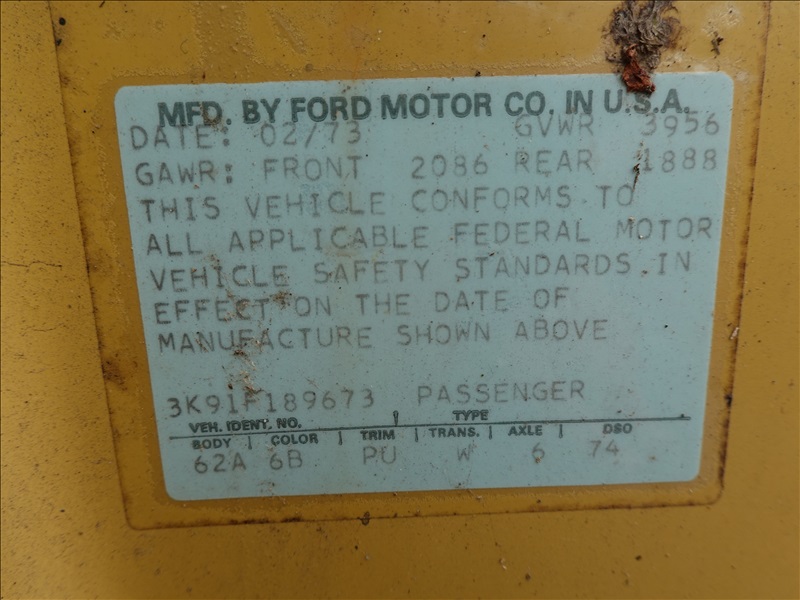 MFD. BY FORD MOTOR CO. IN U.S.A.
DATE: 02/73 GVWR 3956
GAWR: FRONT 2086 REAR 1888
THIS VEHICLE CONFORMS TO
ALL APPLICABLE FEDERAL MOTOR
VEHICLE SAFETY STANDARDS IN
EFFECT ON THE DATE OF
MANUFACTURE SHOWN ABOVE
3K91F189673 PASSENGER
VEH. IDENT. NO. TYPE
BODY COLOR TRIM TRANS. AXLE DSO
62A 6B PU W 6 74